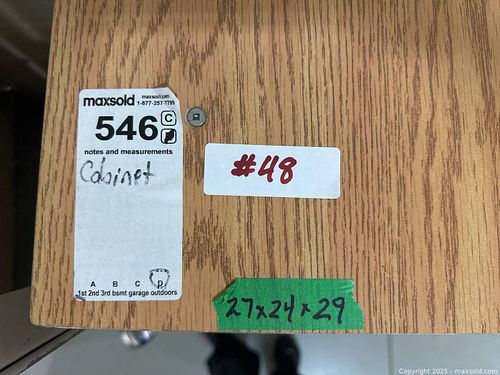 maxsold maxsold.com
1-877-257-7799
546 C
notes and measurements
Cabinet
A B C D
1st 2nd 3rd bsmt garage outdoors
#48
27x24x29
Copyright 2025 - maxsold.com